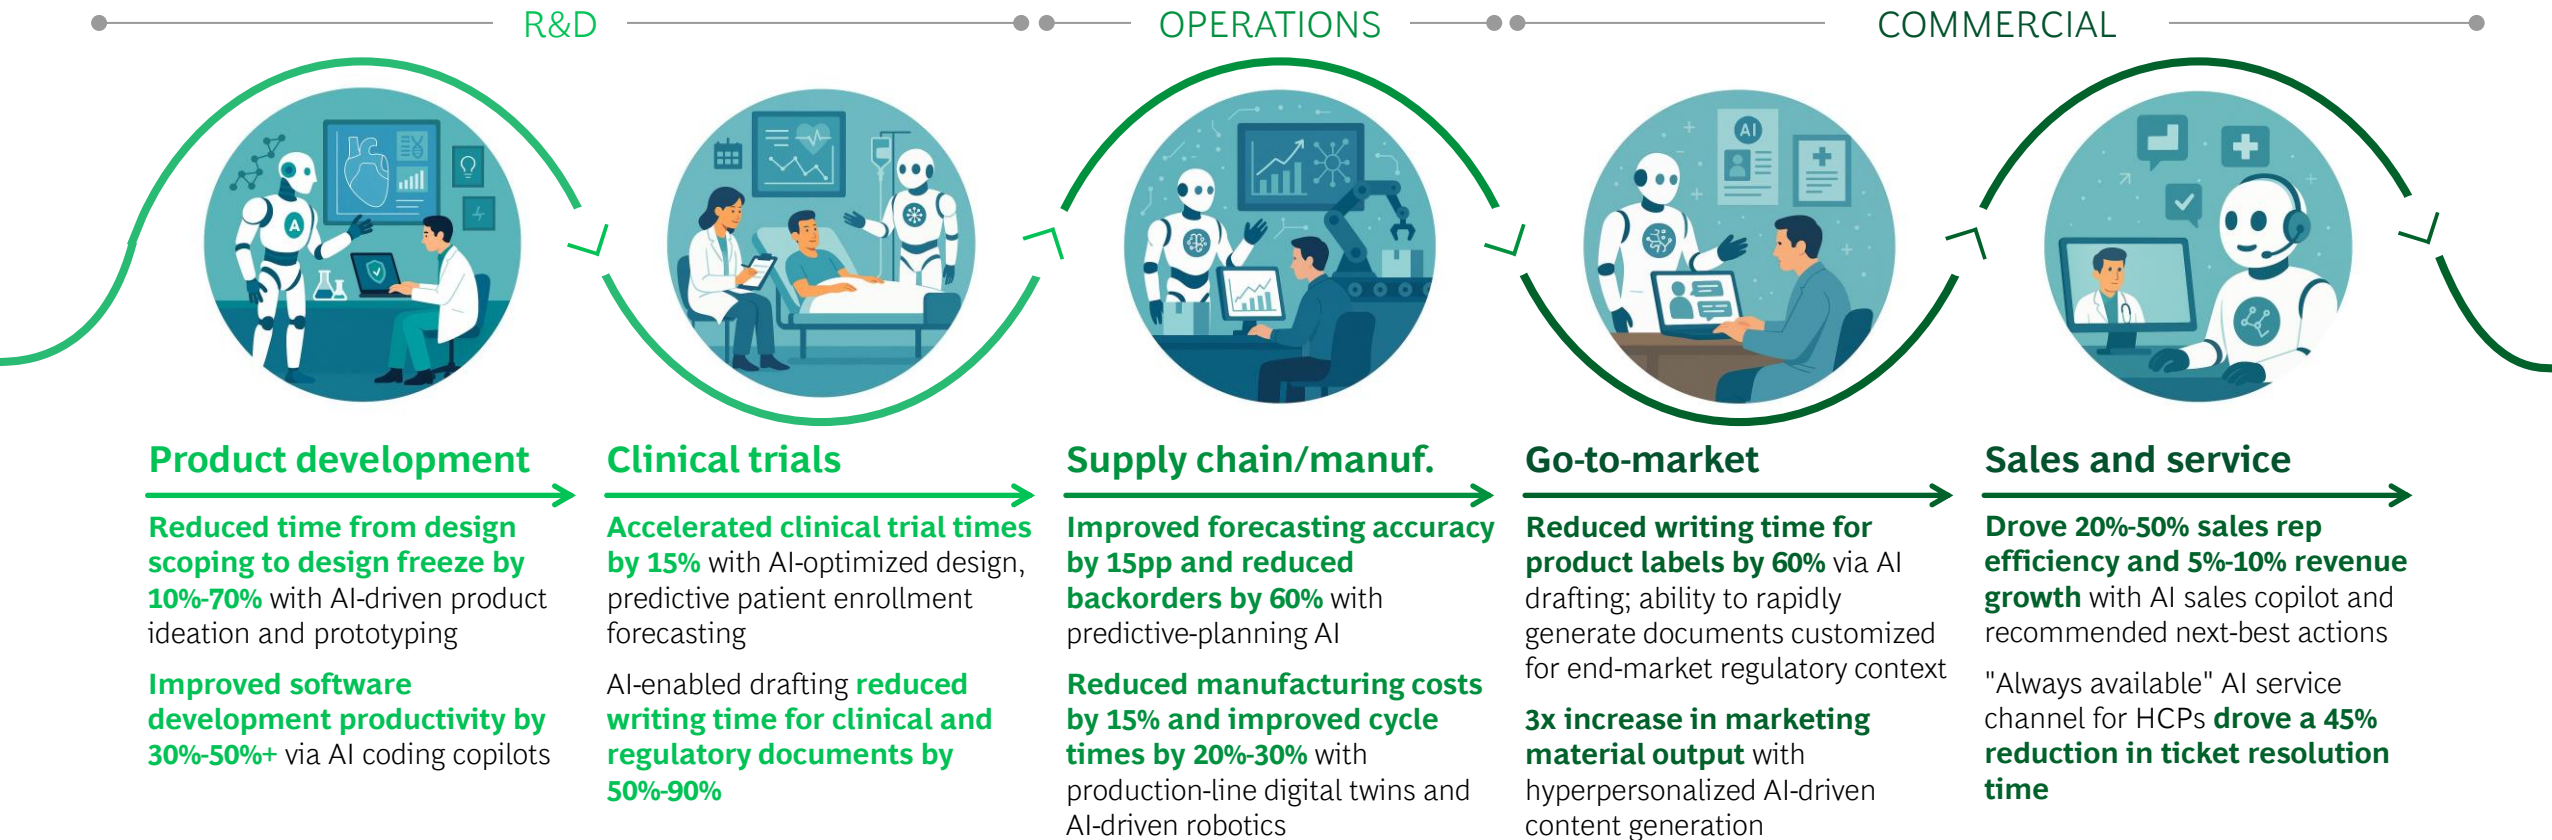 R&D
OPERATIONS
COMMERCIAL
A
AI
Product development
Reduced time from design
scoping to design freeze by
10%-70% with AI-driven product
ideation and prototyping
Improved software
development productivity by
30%-50%+ via AI coding copilots
Clinical trials
Accelerated clinical trial times
by 15% with AI-optimized design,
predictive patient enrollment
forecasting
AI-enabled drafting reduced
writing time for clinical and
regulatory documents by
50%-90%
Supply chain/manuf.
Improved forecasting accuracy
by 15pp and reduced
backorders by 60% with
predictive-planning AI
Reduced manufacturing costs
by 15% and improved cycle
times by 20%-30% with
production-line digital twins and
AI-driven robotics
Go-to-market
Reduced writing time for
product labels by 60% via AI
drafting; ability to rapidly
generate documents customized
for end-market regulatory context
3x increase in marketing
material output with
hyperpersonalized AI-driven
content generation
Sales and service
Drove 20%-50% sales rep
efficiency and 5%-10% revenue
growth with AI sales copilot and
recommended next-best actions
"Always available" AI service
channel for HCPs drove a 45%
reduction in ticket resolution
time